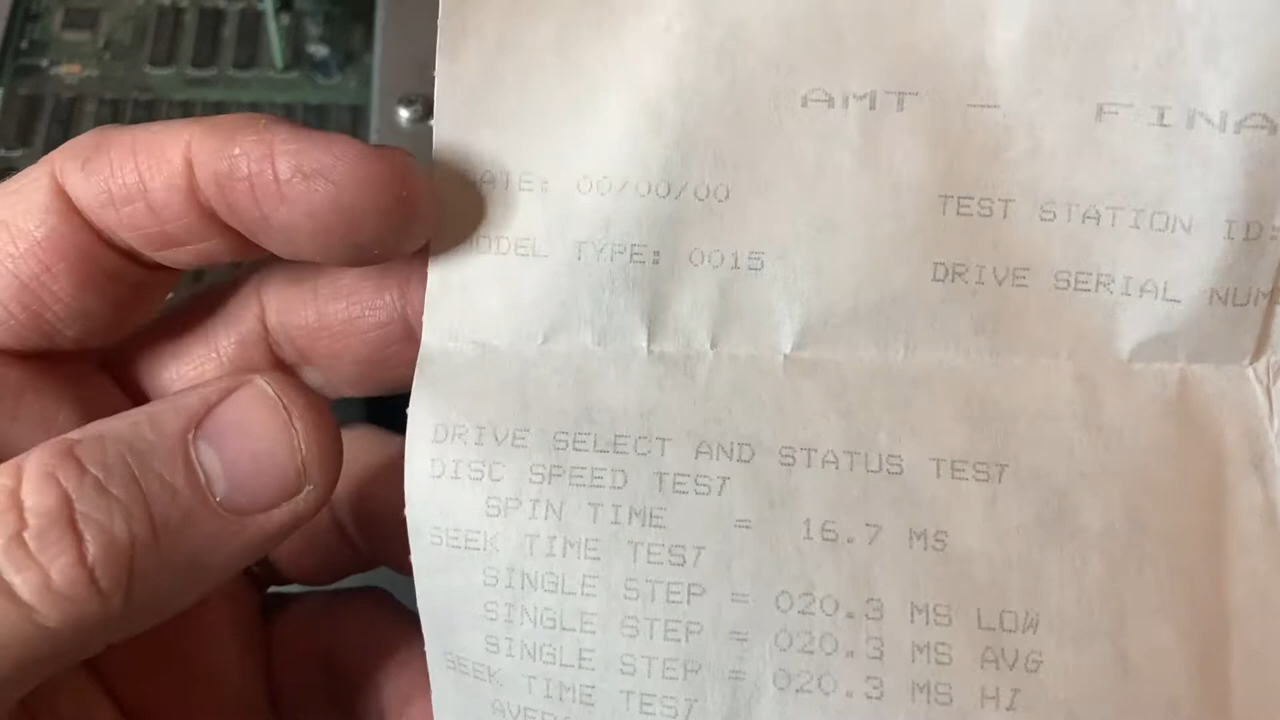 AMT - FINA
DATE: 00/00/00
TEST STATION ID:
MODEL TYPE: 0015
DRIVE SERIAL NUM
DRIVE SELECT AND STATUS TEST
DISC SPEED TEST
SPIN TIME = 16.7 MS
SEEK TIME TEST
SINGLE STEP = 020.3 MS LOW
SINGLE STEP = 020.3 MS AVG
SINGLE STEP = 020.3 MS HI
SEEK TIME TEST